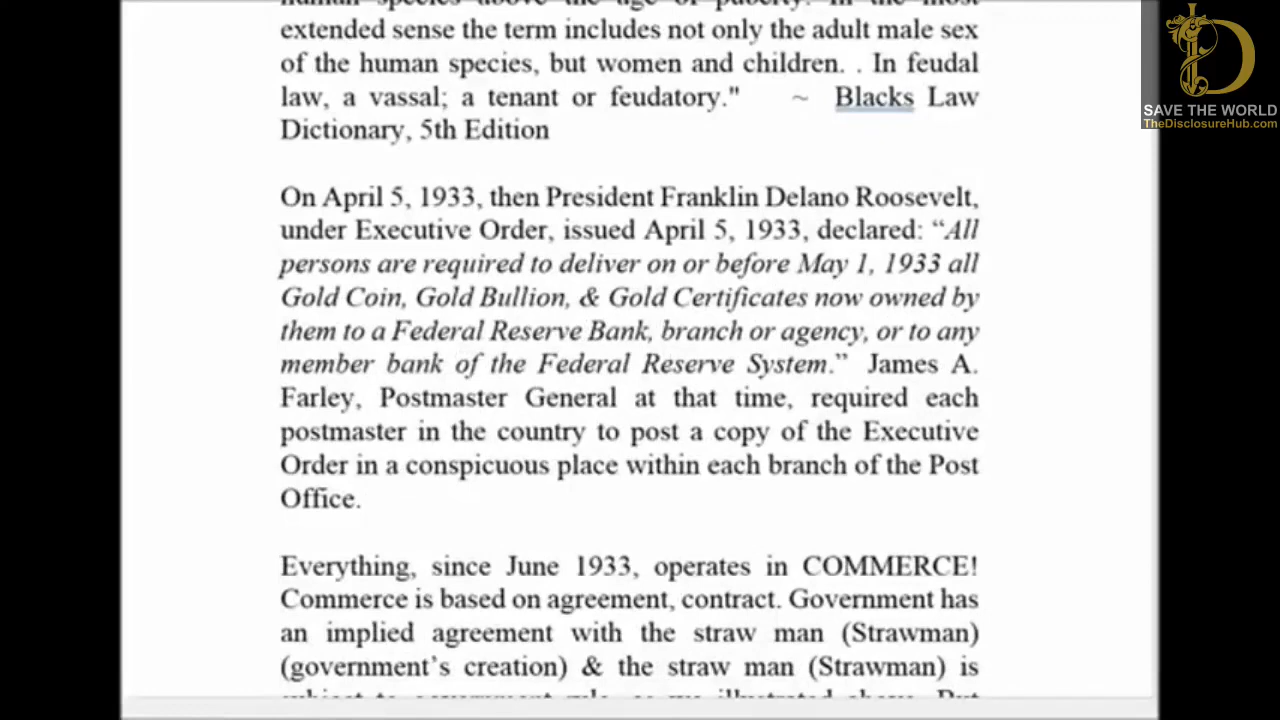 extended sense the term includes not only the adult male sex
of the human species, but women and children. . In feudal
law, a vassal; a tenant or feudatory." ~ Blacks Law
Dictionary, 5th Edition
On April 5, 1933, then President Franklin Delano Roosevelt,
under Executive Order, issued April 5, 1933, declared: “All
persons are required to deliver on or before May 1, 1933 all
Gold Coin, Gold Bullion, & Gold Certificates now owned by
them to a Federal Reserve Bank, branch or agency, or to any
member bank of the Federal Reserve System.” James A.
Farley, Postmaster General at that time, required each
postmaster in the country to post a copy of the Executive
Order in a conspicuous place within each branch of the Post
Office.
Everything, since June 1933, operates in COMMERCE!
Commerce is based on agreement, contract. Government has
an implied agreement with the straw man (Strawman)
(government’s creation) & the straw man (Strawman) is
D
SAVE THE WORLD
TheDisclosureHub.com